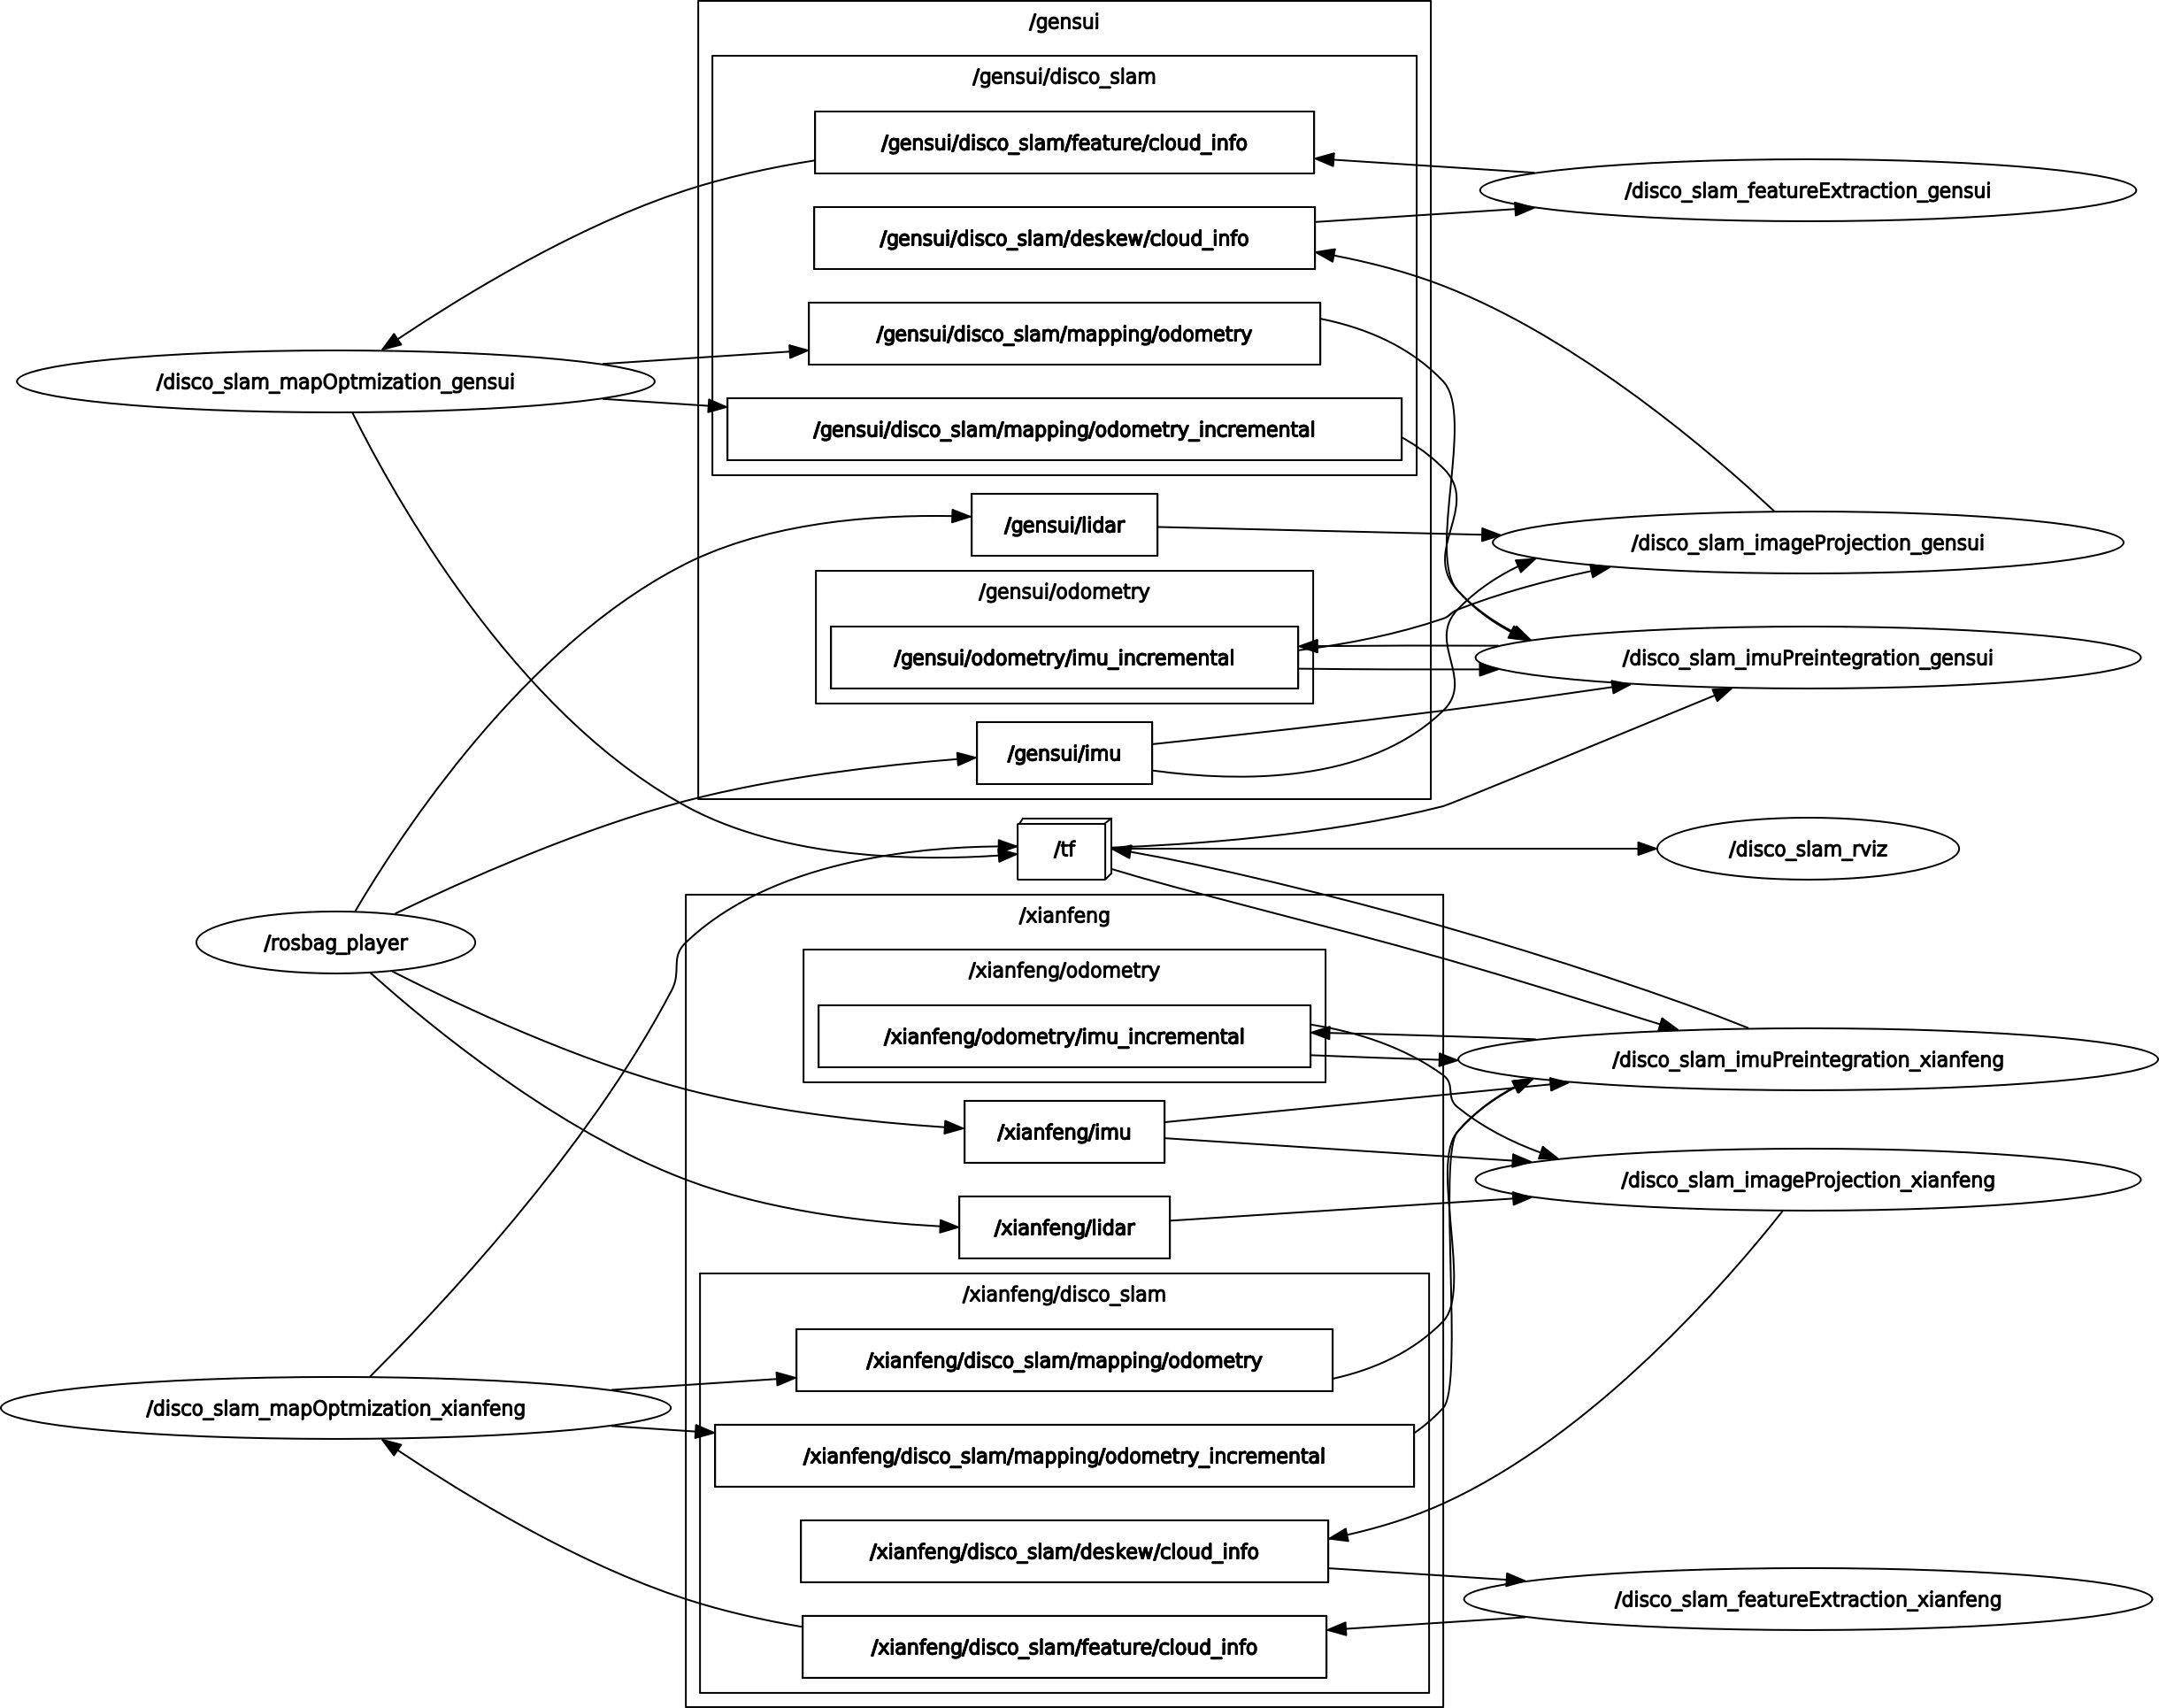 /gensui
/gensui/disco_slam
/gensui/disco_slam/feature/cloud_info
/disco_slam_featureExtraction_gensui
/gensui/disco_slam/deskew/cloud_info
/gensui/disco_slam/mapping/odometry
/disco_slam_mapOptmization_gensui
/gensui/disco_slam/mapping/odometry_incremental
/gensui/lidar
/disco_slam_imageProjection_gensui
/gensui/odometry
/gensui/odometry/imu_incremental
/disco_slam_imuPreintegration_gensui
/gensui/imu
/tf
/disco_slam_rviz
/xianfeng
/rosbag_player
/xianfeng/odometry
/xianfeng/odometry/imu_incremental
/disco_slam_imuPreintegration_xianfeng
/xianfeng/imu
/disco_slam_imageProjection_xianfeng
/xianfeng/lidar
/xianfeng/disco_slam
/xianfeng/disco_slam/mapping/odometry
/disco_slam_mapOptmization_xianfeng
/xianfeng/disco_slam/mapping/odometry_incremental
/xianfeng/disco_slam/deskew/cloud_info
/disco_slam_featureExtraction_xianfeng
/xianfeng/disco_slam/feature/cloud_info